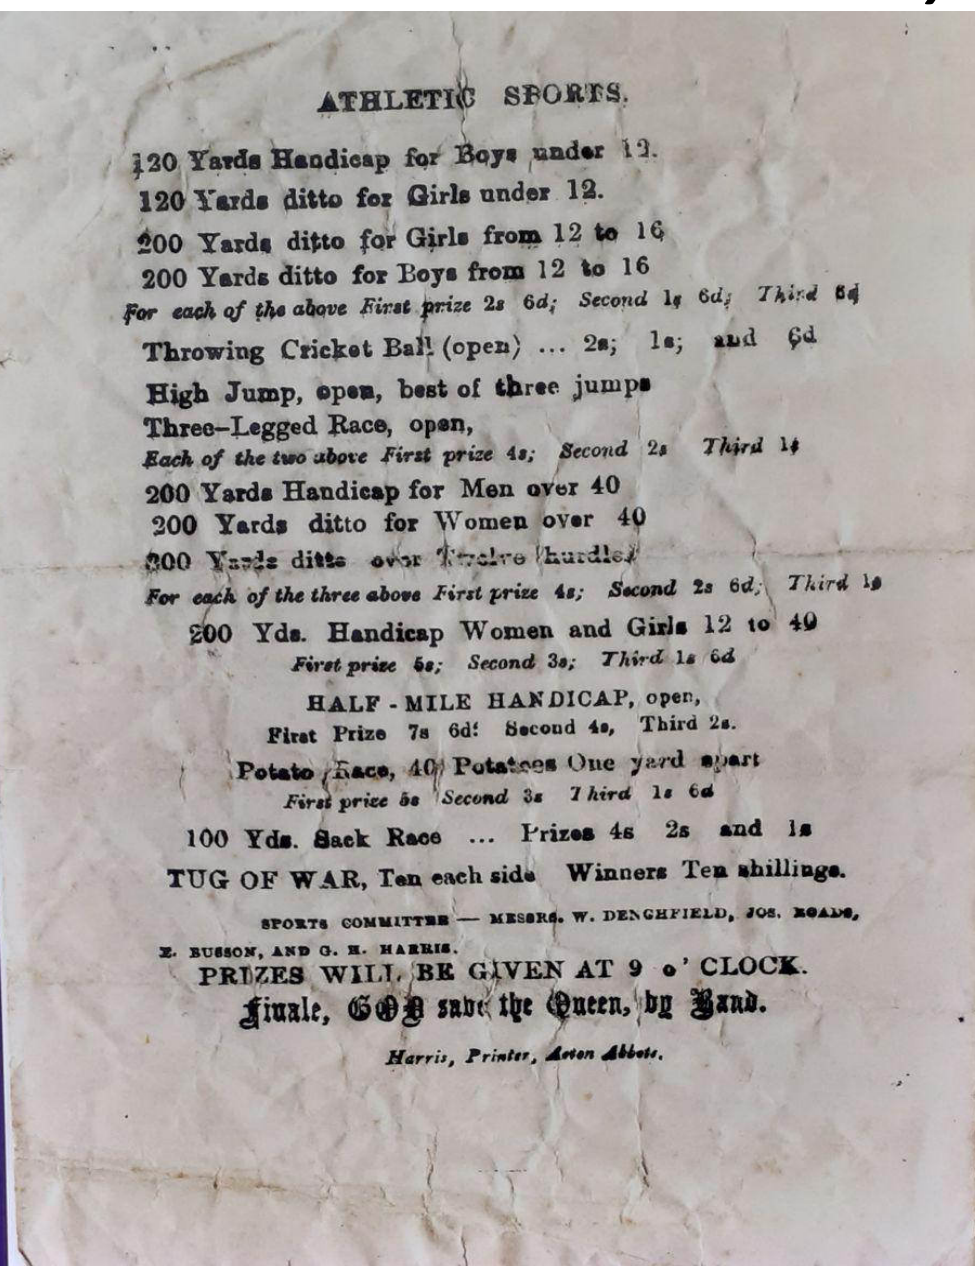 ATHLETIC SPORTS.
120 Yards Handicap for Boys under 12.
120 Yards ditto for Girls under 12.
200 Yards ditto for Girls from 12 to 16
200 Yards ditto for Boys from 12 to 16
For each of the above First prize 2s 6d; Second 1s 6d; Third 6d
Throwing Cricket Ball (open) ... 2s; 1s; and 6d
High Jump, open, best of three jumps
Three-Legged Race, open,
Each of the two above First prize 4s; Second 2s Third 1s
200 Yards Handicap for Men over 40
200 Yards ditto for Women over 40
300 Yards ditto over Twelve hurdles
For each of the three above First prize 4s; Second 2s 6d; Third 1s
200 Yds. Handicap Women and Girls 12 to 40
First prize 5s; Second 3s; Third 1s 6d
HALF-MILE HANDICAP, open,
First Prize 7s 6d: Second 4s, Third 2s.
Potato Race, 40 Potatoes One yard apart
First prize 5s Second 3s Third 1s 6d
100 Yds. Sack Race ... Prizes 4s 2s and 1s
TUG OF WAR, Ten each side Winners Ten shillings.
SPORTS COMMITTEE — MESSRS. W. DENCHFIELD, JOS. ROADS,
E. BUSSON, AND G. H. HARRIS.
PRIZES WILL BE GIVEN AT 9 o' CLOCK.
Finale, GOD save the Queen, by Band.
Harris, Printer, Aston Abbots.